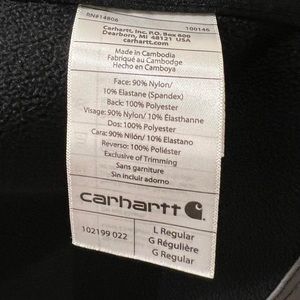 RN#14806 100146
Carhartt, Inc. P.O. Box 600
Dearborn, MI 48121 USA
carhartt.com
Made in Cambodia
Fabriqué au Cambodge
Hecho en Camboya
Face: 90% Nylon/
10% Elastane (Spandex)
Back: 100% Polyester
Visage: 90% Nylon/ 10% Élasthanne
Dos: 100% Polyester
Cara: 90% Nilón/ 10% Elastano
Reverso: 100% Poliéster
Exclusive of Trimming
Sans garniture
Sin incluir adorno
carhartt
102199 022
L Regular
G Régulière
G Regular